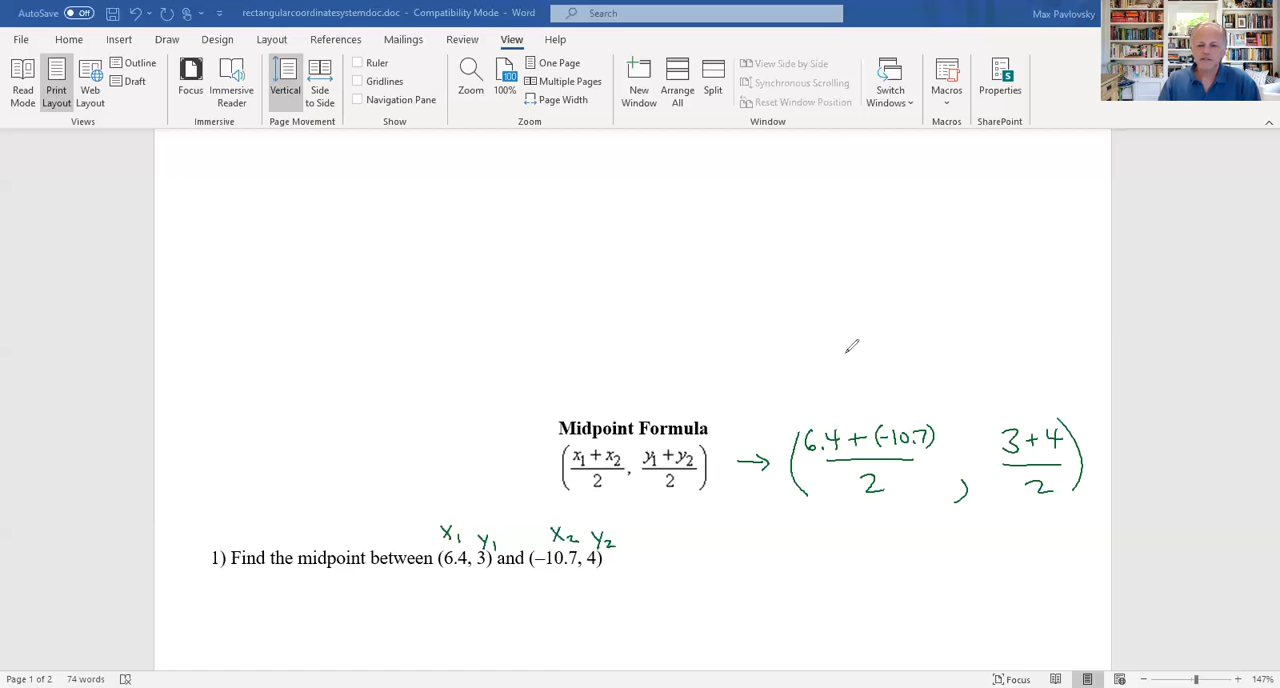 AutoSave Off rectangularcoordinatesystemdoc.doc - Compatibility Mode - Word Search Max Pavlovsky
File Home Insert Draw Design Layout References Mailings Review View Help
Read Mode Print Layout Web Layout Outline Draft Focus Immersive Reader Vertical Side to Side Ruler Gridlines Navigation Pane Zoom 100 100% One Page Multiple Pages Page Width New Window Arrange All Split View Side by Side Synchronous Scrolling Reset Window Position Switch Windows Macros Properties
Views Immersive Page Movement Show Zoom Window Macros SharePoint
Midpoint Formula
(x₁ + x₂ / 2, y₁ + y₂ / 2) → (6.4 + (-10.7) / 2, 3 + 4 / 2)
x₁ y₁ x₂ y₂
1) Find the midpoint between (6.4, 3) and (–10.7, 4)
Page 1 of 2 74 words Focus 147%